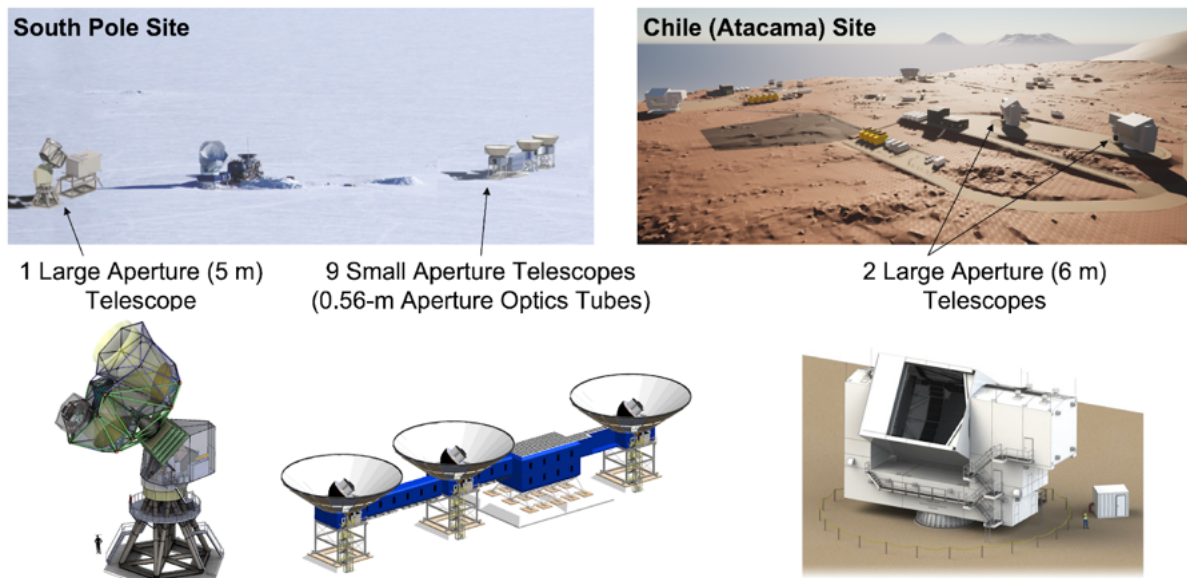 South Pole Site
Chile (Atacama) Site
1 Large Aperture (5 m)
Telescope
9 Small Aperture Telescopes
(0.56-m Aperture Optics Tubes)
2 Large Aperture (6 m)
Telescopes